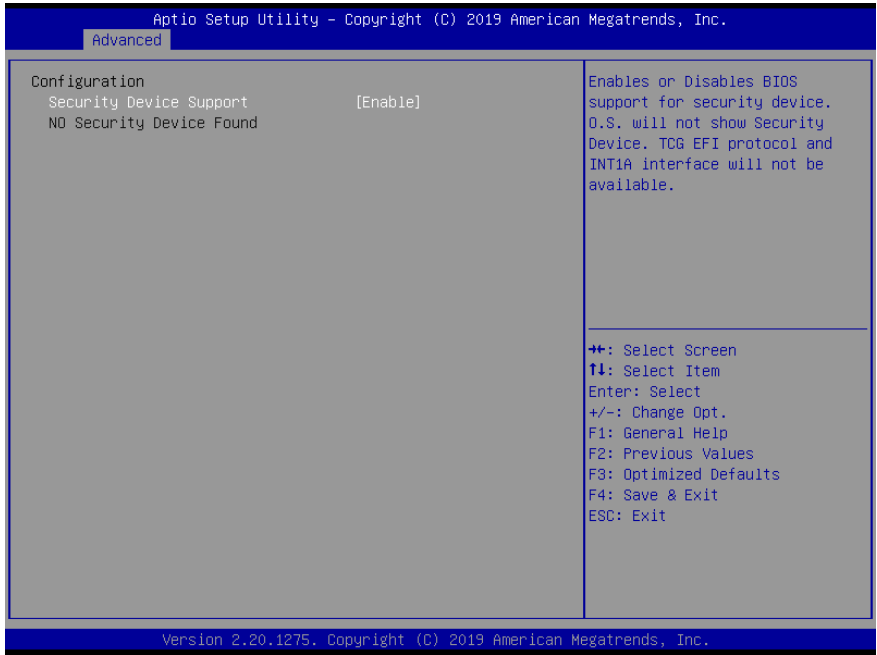 Aptio Setup Utility – Copyright (C) 2019 American Megatrends, Inc.
Advanced
Configuration
Security Device Support [Enable]
NO Security Device Found
Enables or Disables BIOS
support for security device.
O.S. will not show Security
Device. TCG EFI protocol and
INT1A interface will not be
available.
→←: Select Screen
↑↓: Select Item
Enter: Select
+/-: Change Opt.
F1: General Help
F2: Previous Values
F3: Optimized Defaults
F4: Save & Exit
ESC: Exit
Version 2.20.1275. Copyright (C) 2019 American Megatrends, Inc.